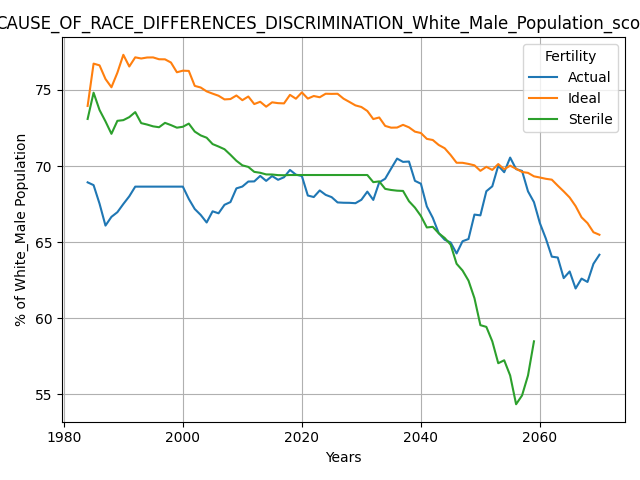 CAUSE_OF_RACE_DIFFERENCES_DISCRIMINATION_White_Male_Population_sco
Fertility
Actual
Ideal
Sterile
% of White_Male Population
75
70
65
60
55
1980 2000 2020 2040 2060
Years